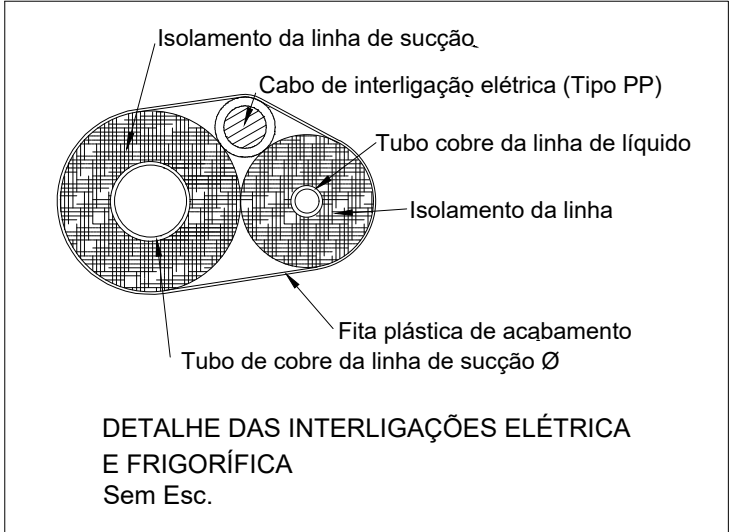 Isolamento da linha de sucção
Cabo de interligação elétrica (Tipo PP)
Tubo cobre da linha de líquido
Isolamento da linha
Fita plástica de acabamento
Tubo de cobre da linha de sucção Ø
DETALHE DAS INTERLIGAÇÕES ELÉTRICA
E FRIGORÍFICA
Sem Esc.